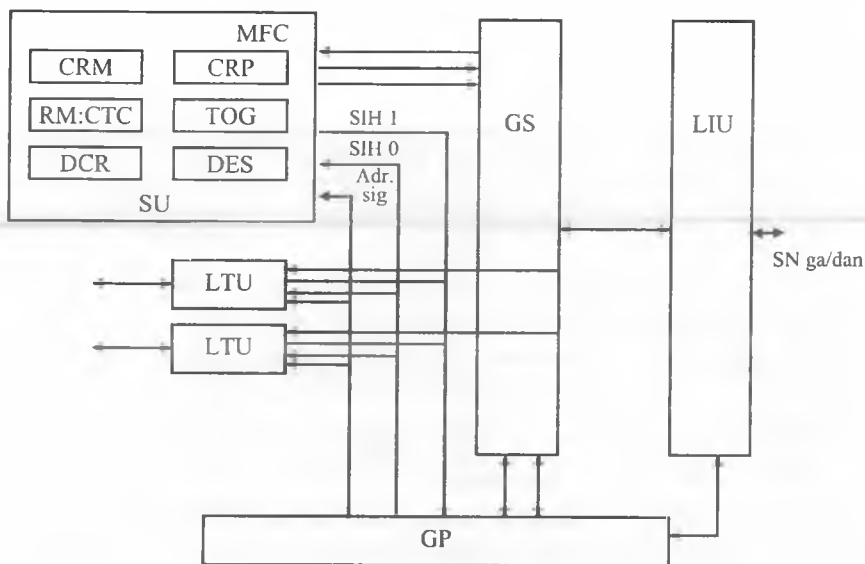 MFC
CRM
CRP
RM:CTC
TOG
DCR
DES
SU
SIH 1
SIH 0
Adr.
sig
GS
LIU
SN ga/dan
LTU
LTU
GP